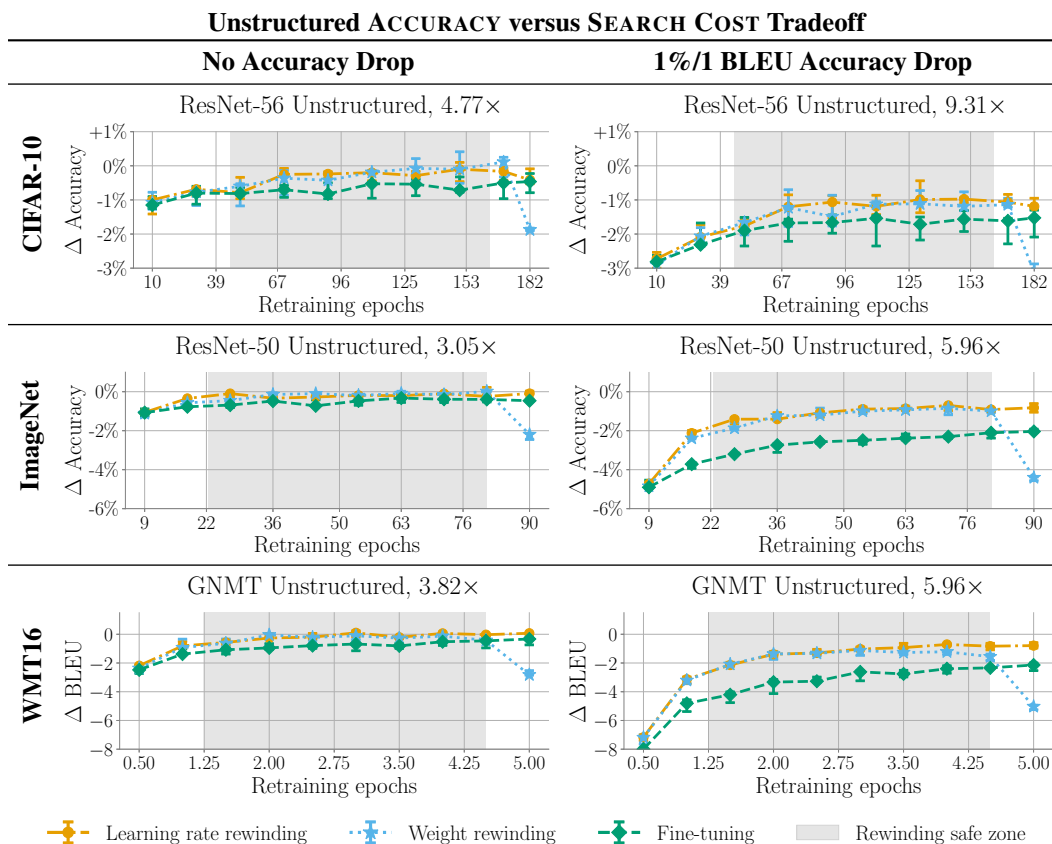 Unstructured ACCURACY versus SEARCH COST Tradeoff
No Accuracy Drop
1%/1 BLEU Accuracy Drop
CIFAR-10
ResNet-56 Unstructured, 4.77×
Δ Accuracy
+1%
0%
-1%
-2%
-3%
10 39 67 96 125 153 182
Retraining epochs
ResNet-56 Unstructured, 9.31×
Δ Accuracy
+1%
0%
-1%
-2%
-3%
10 39 67 96 125 153 182
Retraining epochs
ImageNet
ResNet-50 Unstructured, 3.05×
Δ Accuracy
0%
-2%
-4%
-6%
9 22 36 50 63 76 90
Retraining epochs
ResNet-50 Unstructured, 5.96×
Δ Accuracy
0%
-2%
-4%
-6%
9 22 36 50 63 76 90
Retraining epochs
WMT16
GNMT Unstructured, 3.82×
Δ BLEU
0
−2
−4
−6
−8
0.50 1.25 2.00 2.75 3.50 4.25 5.00
Retraining epochs
GNMT Unstructured, 5.96×
Δ BLEU
0
−2
−4
−6
−8
0.50 1.25 2.00 2.75 3.50 4.25 5.00
Retraining epochs
Learning rate rewinding Weight rewinding Fine-tuning Rewinding safe zone